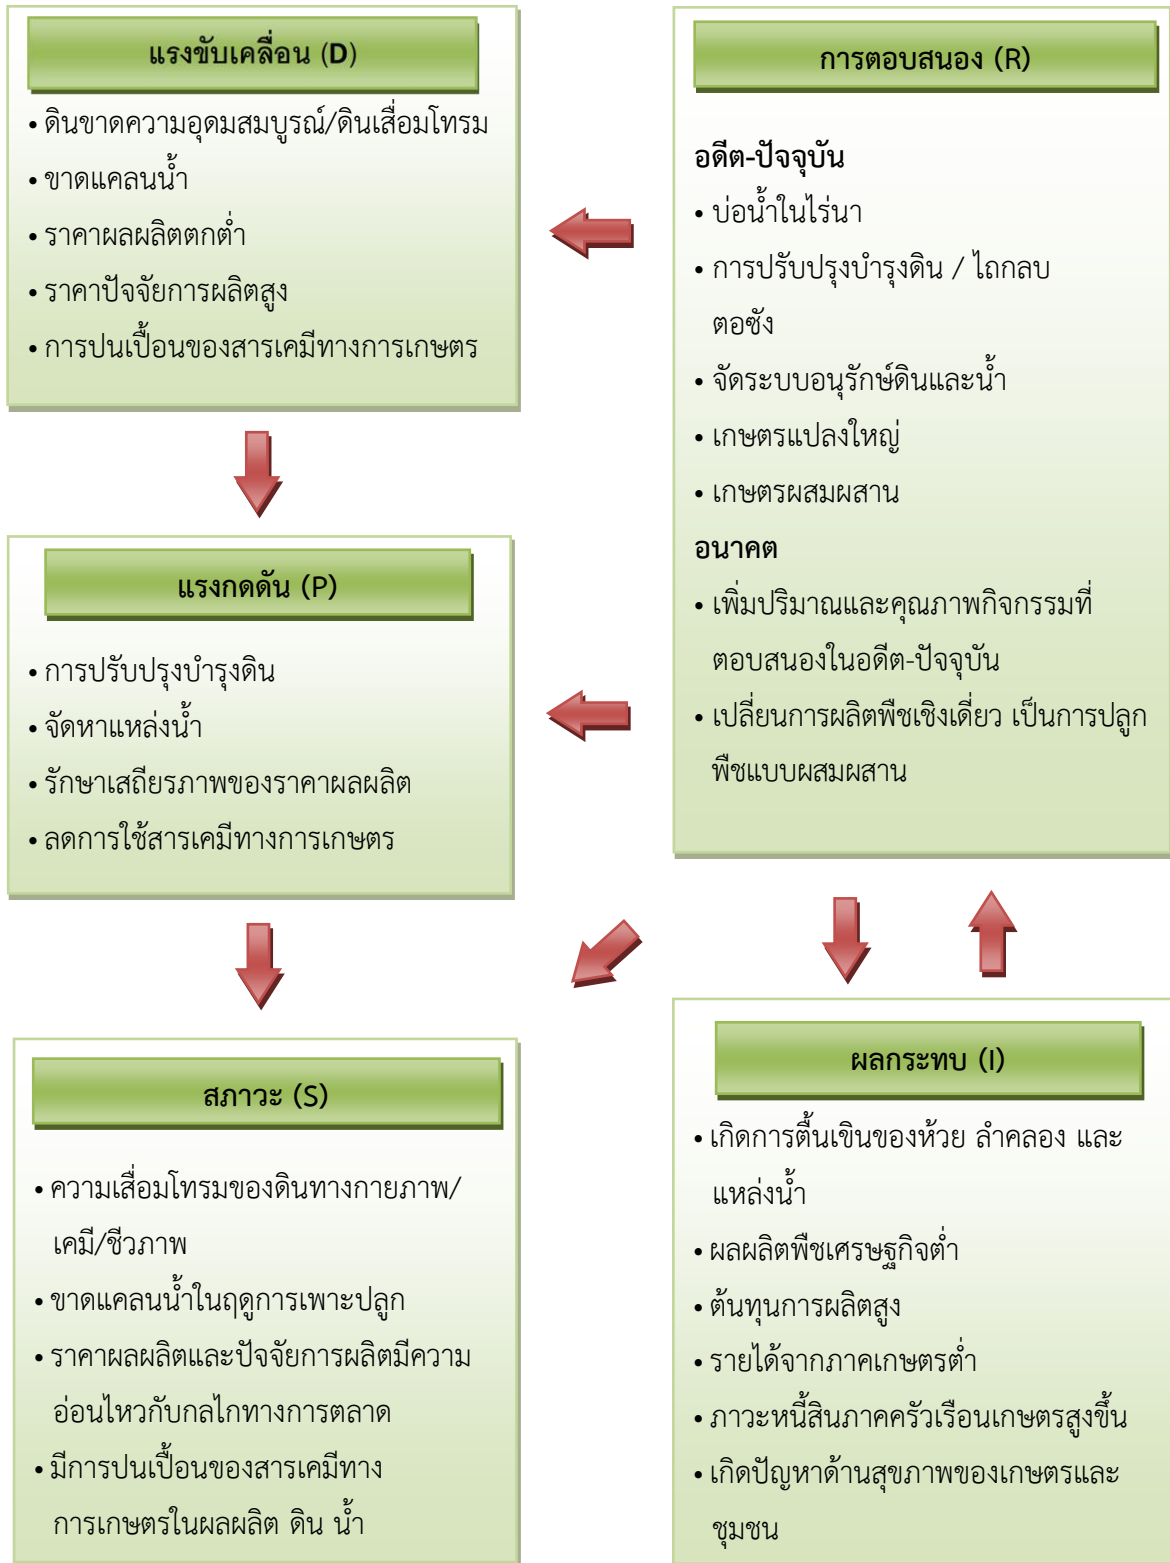 แรงขับเคลื่อน (D)
• ดินขาดความอุดมสมบูรณ์/ดินเสื่อมโทรม
• ขาดแคลนน้ำ
• ราคาผลผลิตตกต่ำ
• ราคาปัจจัยการผลิตสูง
• การปนเปื้อนของสารเคมีทางการเกษตร
แรงกดดัน (P)
• การปรับปรุงบำรุงดิน
• จัดหาแหล่งน้ำ
• รักษาเสถียรภาพของราคาผลผลิต
• ลดการใช้สารเคมีทางการเกษตร
สภาวะ (S)
• ความเสื่อมโทรมของดินทางกายภาพ/
เคมี/ชีวภาพ
• ขาดแคลนน้ำในฤดูการเพาะปลูก
• ราคาผลผลิตและปัจจัยการผลิตมีความ
อ่อนไหวกับกลไกทางการตลาด
• มีการปนเปื้อนของสารเคมีทาง
การเกษตรในผลผลิต ดิน น้ำ
การตอบสนอง (R)
อดีต-ปัจจุบัน
• บ่อน้ำในไร่นา
• การปรับปรุงบำรุงดิน / ไถกลบ
ตอซัง
• จัดระบบอนุรักษ์ดินและน้ำ
• เกษตรแปลงใหญ่
• เกษตรผสมผสาน
อนาคต
• เพิ่มปริมาณและคุณภาพกิจกรรมที่
ตอบสนองในอดีต-ปัจจุบัน
• เปลี่ยนการผลิตพืชเชิงเดี่ยว เป็นการปลูก
พืชแบบผสมผสาน
ผลกระทบ (I)
• เกิดการตื้นเขินของห้วย ลำคลอง และ
แหล่งน้ำ
• ผลผลิตพืชเศรษฐกิจต่ำ
• ต้นทุนการผลิตสูง
• รายได้จากภาคเกษตรต่ำ
• ภาวะหนี้สินภาคครัวเรือนเกษตรสูงขึ้น
• เกิดปัญหาด้านสุขภาพของเกษตรและ
ชุมชน